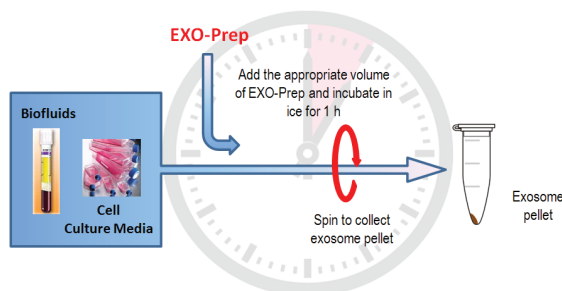 EXO-Prep
Add the appropriate volume
of EXO-Prep and incubate in
ice for 1 h
Biofluids
Cell
Culture Media
Spin to collect
exosome pellet
Exosome
pellet